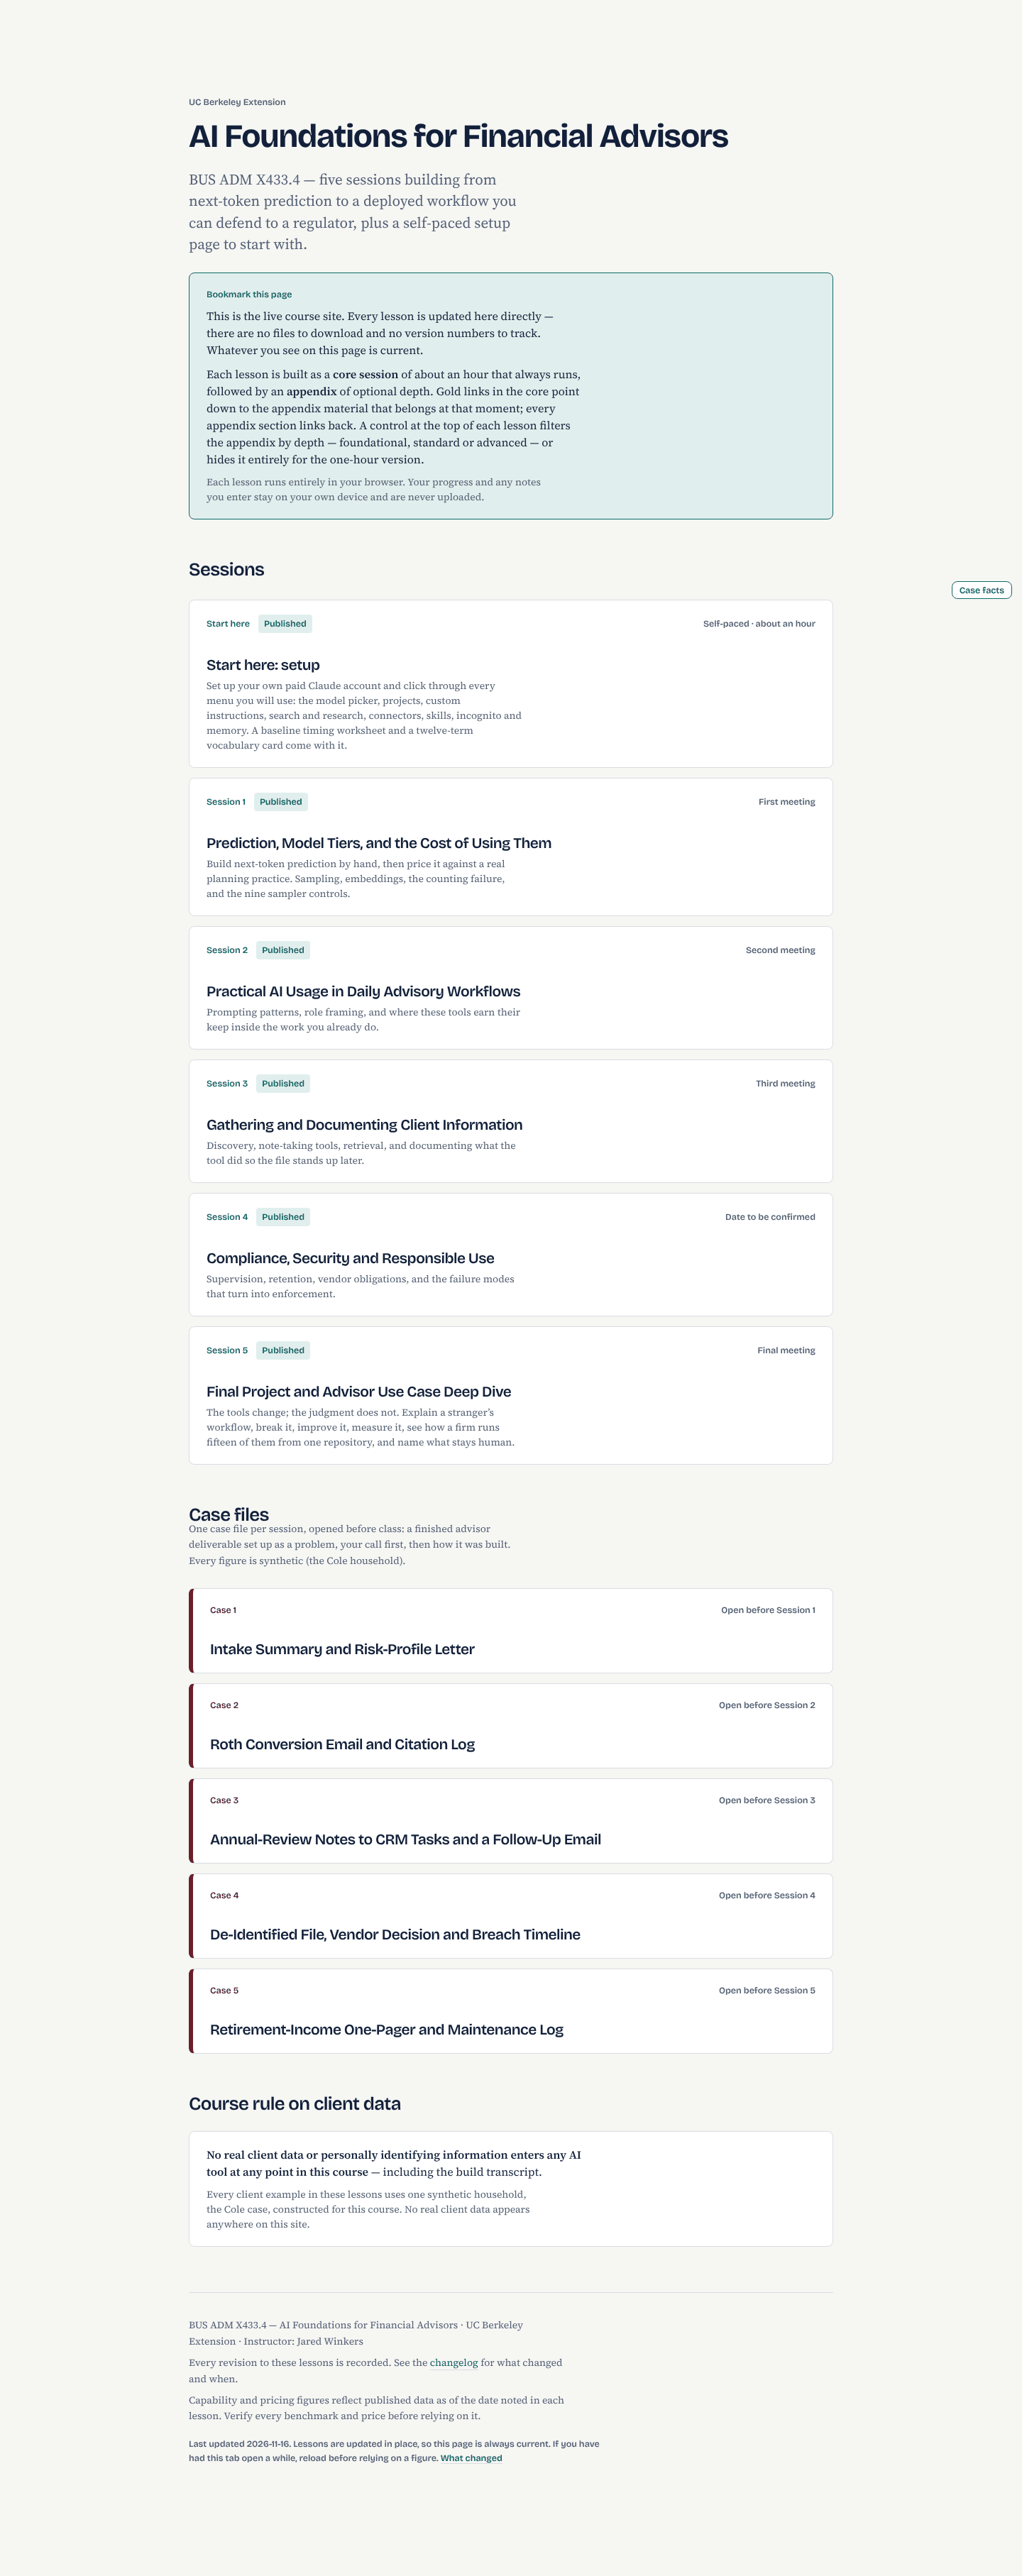 UC Berkeley Extension
AI Foundations for Financial Advisors
BUS ADM X433.4 — five sessions building from
next-token prediction to a deployed workflow you
can defend to a regulator, plus a self-paced setup
page to start with.
Bookmark this page
This is the live course site. Every lesson is updated here directly —
there are no files to download and no version numbers to track.
Whatever you see on this page is current.
Each lesson is built as a core session of about an hour that always runs,
followed by an appendix of optional depth. Gold links in the core point
down to the appendix material that belongs at that moment; every
appendix section links back. A control at the top of each lesson filters
the appendix by depth — foundational, standard or advanced — or
hides it entirely for the one-hour version.
Each lesson runs entirely in your browser. Your progress and any notes
you enter stay on your own device and are never uploaded.
Sessions
Case facts
Start here Published Self-paced · about an hour
Start here: setup
Set up your own paid Claude account and click through every
menu you will use: the model picker, projects, custom
instructions, search and research, connectors, skills, incognito and
memory. A baseline timing worksheet and a twelve-term
vocabulary card come with it.
Session 1 Published First meeting
Prediction, Model Tiers, and the Cost of Using Them
Build next-token prediction by hand, then price it against a real
planning practice. Sampling, embeddings, the counting failure,
and the nine sampler controls.
Session 2 Published Second meeting
Practical AI Usage in Daily Advisory Workflows
Prompting patterns, role framing, and where these tools earn their
keep inside the work you already do.
Session 3 Published Third meeting
Gathering and Documenting Client Information
Discovery, note-taking tools, retrieval, and documenting what the
tool did so the file stands up later.
Session 4 Published Date to be confirmed
Compliance, Security and Responsible Use
Supervision, retention, vendor obligations, and the failure modes
that turn into enforcement.
Session 5 Published Final meeting
Final Project and Advisor Use Case Deep Dive
The tools change; the judgment does not. Explain a stranger’s
workflow, break it, improve it, measure it, see how a firm runs
fifteen of them from one repository, and name what stays human.
Case files
One case file per session, opened before class: a finished advisor
deliverable set up as a problem, your call first, then how it was built.
Every figure is synthetic (the Cole household).
Case 1 Open before Session 1
Intake Summary and Risk-Profile Letter
Case 2 Open before Session 2
Roth Conversion Email and Citation Log
Case 3 Open before Session 3
Annual-Review Notes to CRM Tasks and a Follow-Up Email
Case 4 Open before Session 4
De-Identified File, Vendor Decision and Breach Timeline
Case 5 Open before Session 5
Retirement-Income One-Pager and Maintenance Log
Course rule on client data
No real client data or personally identifying information enters any AI
tool at any point in this course — including the build transcript.
Every client example in these lessons uses one synthetic household,
the Cole case, constructed for this course. No real client data appears
anywhere on this site.
BUS ADM X433.4 — AI Foundations for Financial Advisors · UC Berkeley
Extension · Instructor: Jared Winkers
Every revision to these lessons is recorded. See the changelog for what changed
and when.
Capability and pricing figures reflect published data as of the date noted in each
lesson. Verify every benchmark and price before relying on it.
Last updated 2026-11-16. Lessons are updated in place, so this page is always current. If you have
had this tab open a while, reload before relying on a figure. What changed